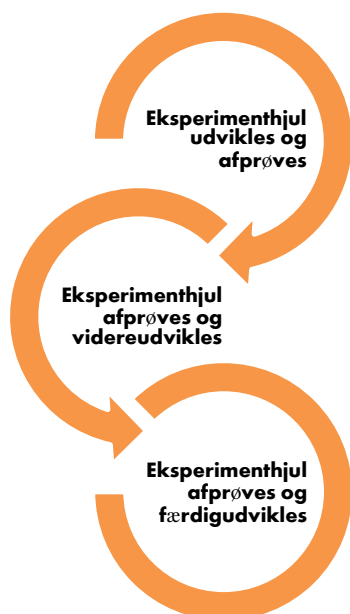 Eksperimenthjul
udvikles og
afprøves
Eksperimenthjul
afprøves og
videreudvikles
Eksperimenthjul
afprøves og
færdigudvikles